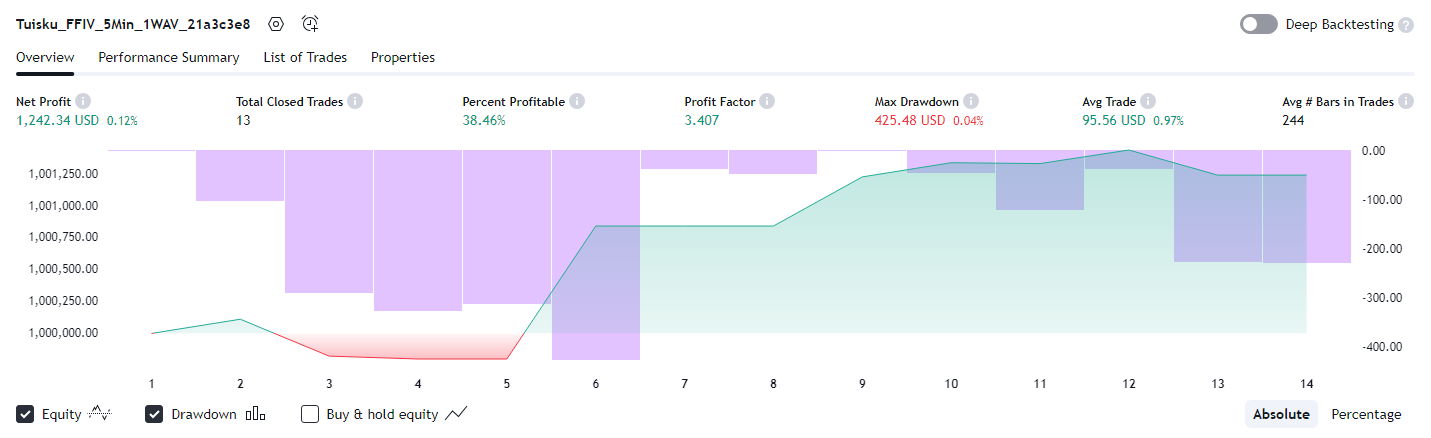 Tuisku_FFIV_5Min_1WAV_21a3c3e8
Deep Backtesting ?
Overview Performance Summary List of Trades Properties
Net Profit Total Closed Trades Percent Profitable Profit Factor Max Drawdown Avg Trade Avg # Bars in Trades
1,242.34 USD 0.12% 13 38.46% 3.407 425.48 USD 0.04% 95.56 USD 0.97% 244
1,001,250.00
1,001,000.00
1,000,750.00
1,000,500.00
1,000,250.00
1,000,000.00
0.00
-100.00
-200.00
-300.00
-400.00
1 2 3 4 5 6 7 8 9 10 11 12 13 14
Equity Drawdown Buy & hold equity Absolute Percentage